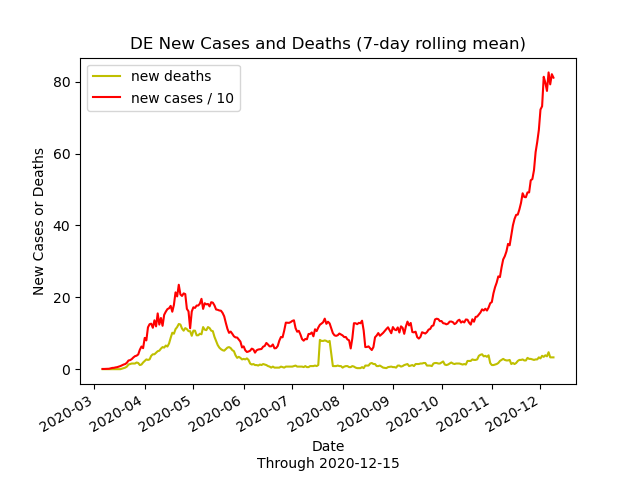 DE New Cases and Deaths (7-day rolling mean)
new deaths
new cases / 10
80
60
40
20
0
New Cases or Deaths
2020-03
2020-04
2020-05
2020-06
2020-07
2020-08
2020-09
2020-10
2020-11
2020-12
Date
Through 2020-12-15